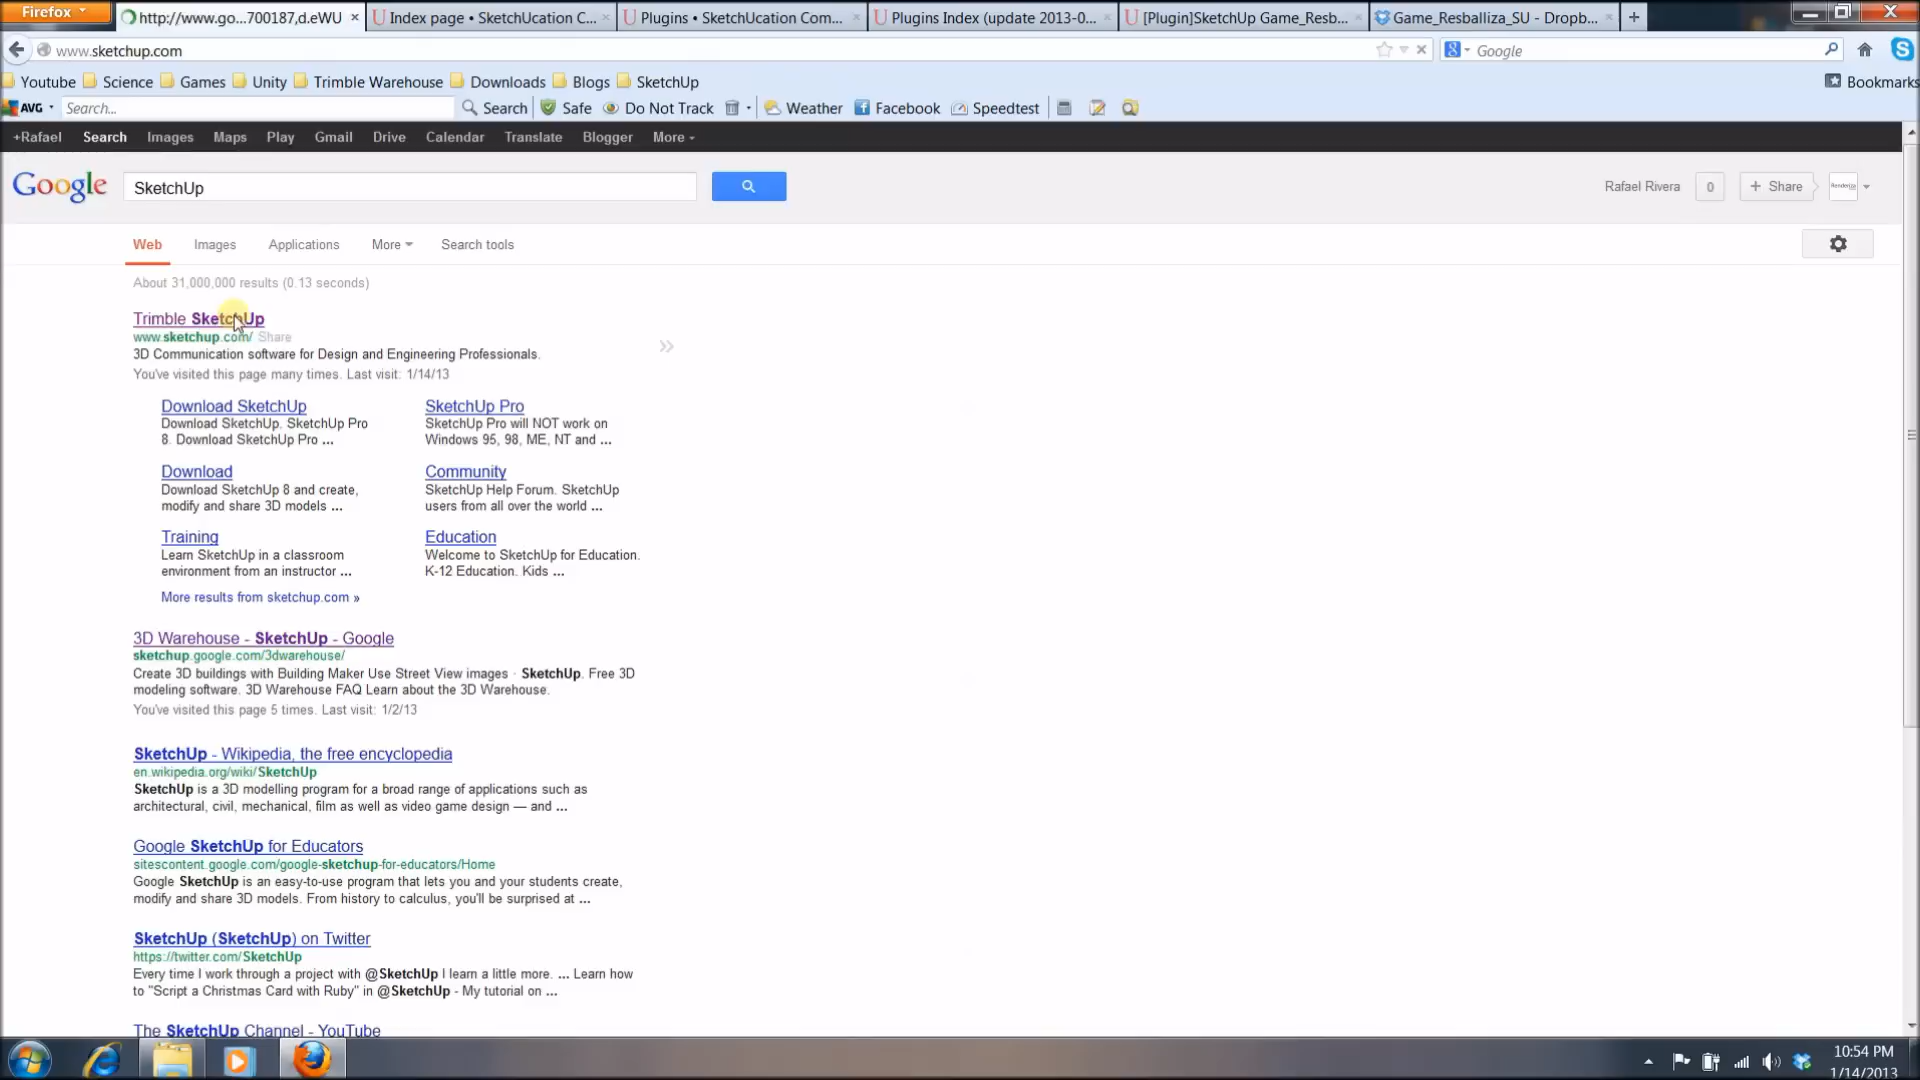 Firefox
http://www.go...700187,d.eWU
Index page • SketchUcation C...
Plugins • SketchUcation Com...
Plugins Index (update 2013-0...
[Plugin]SketchUp Game_Resb...
Game_Resballiza_SU - Dropb...
www.sketchup.com
Google
Youtube Science Games Unity Trimble Warehouse Downloads Blogs SketchUp Bookmarks
AVG Search... Search Safe Do Not Track Weather Facebook Speedtest
+Rafael Search Images Maps Play Gmail Drive Calendar Translate Blogger More
Google SketchUp Rafael Rivera 0 + Share
Web Images Applications More Search tools
About 31,000,000 results (0.13 seconds)
Trimble SketchUp
www.sketchup.com/ Share
3D Communication software for Design and Engineering Professionals.
You've visited this page many times. Last visit: 1/14/13
Download SketchUp
Download SketchUp. SketchUp Pro
8. Download SketchUp Pro ...
SketchUp Pro
SketchUp Pro will NOT work on
Windows 95, 98, ME, NT and ...
Download
Download SketchUp 8 and create,
modify and share 3D models ...
Community
SketchUp Help Forum. SketchUp
users from all over the world ...
Training
Learn SketchUp in a classroom
environment from an instructor ...
Education
Welcome to SketchUp for Education.
K-12 Education. Kids ...
More results from sketchup.com »
3D Warehouse - SketchUp - Google
sketchup.google.com/3dwarehouse/
Create 3D buildings with Building Maker Use Street View images · SketchUp. Free 3D
modeling software. 3D Warehouse FAQ Learn about the 3D Warehouse.
You've visited this page 5 times. Last visit: 1/2/13
SketchUp - Wikipedia, the free encyclopedia
en.wikipedia.org/wiki/SketchUp
SketchUp is a 3D modelling program for a broad range of applications such as
architectural, civil, mechanical, film as well as video game design — and ...
Google SketchUp for Educators
sitescontent.google.com/google-sketchup-for-educators/Home
Google SketchUp is an easy-to-use program that lets you and your students create,
modify and share 3D models. From history to calculus, you'll be surprised at ...
SketchUp (SketchUp) on Twitter
https://twitter.com/SketchUp
Every time I work through a project with @SketchUp I learn a little more. ... Learn how
to "Script a Christmas Card with Ruby" in @SketchUp - My tutorial on ...
The SketchUp Channel - YouTube
10:54 PM
1/14/2013